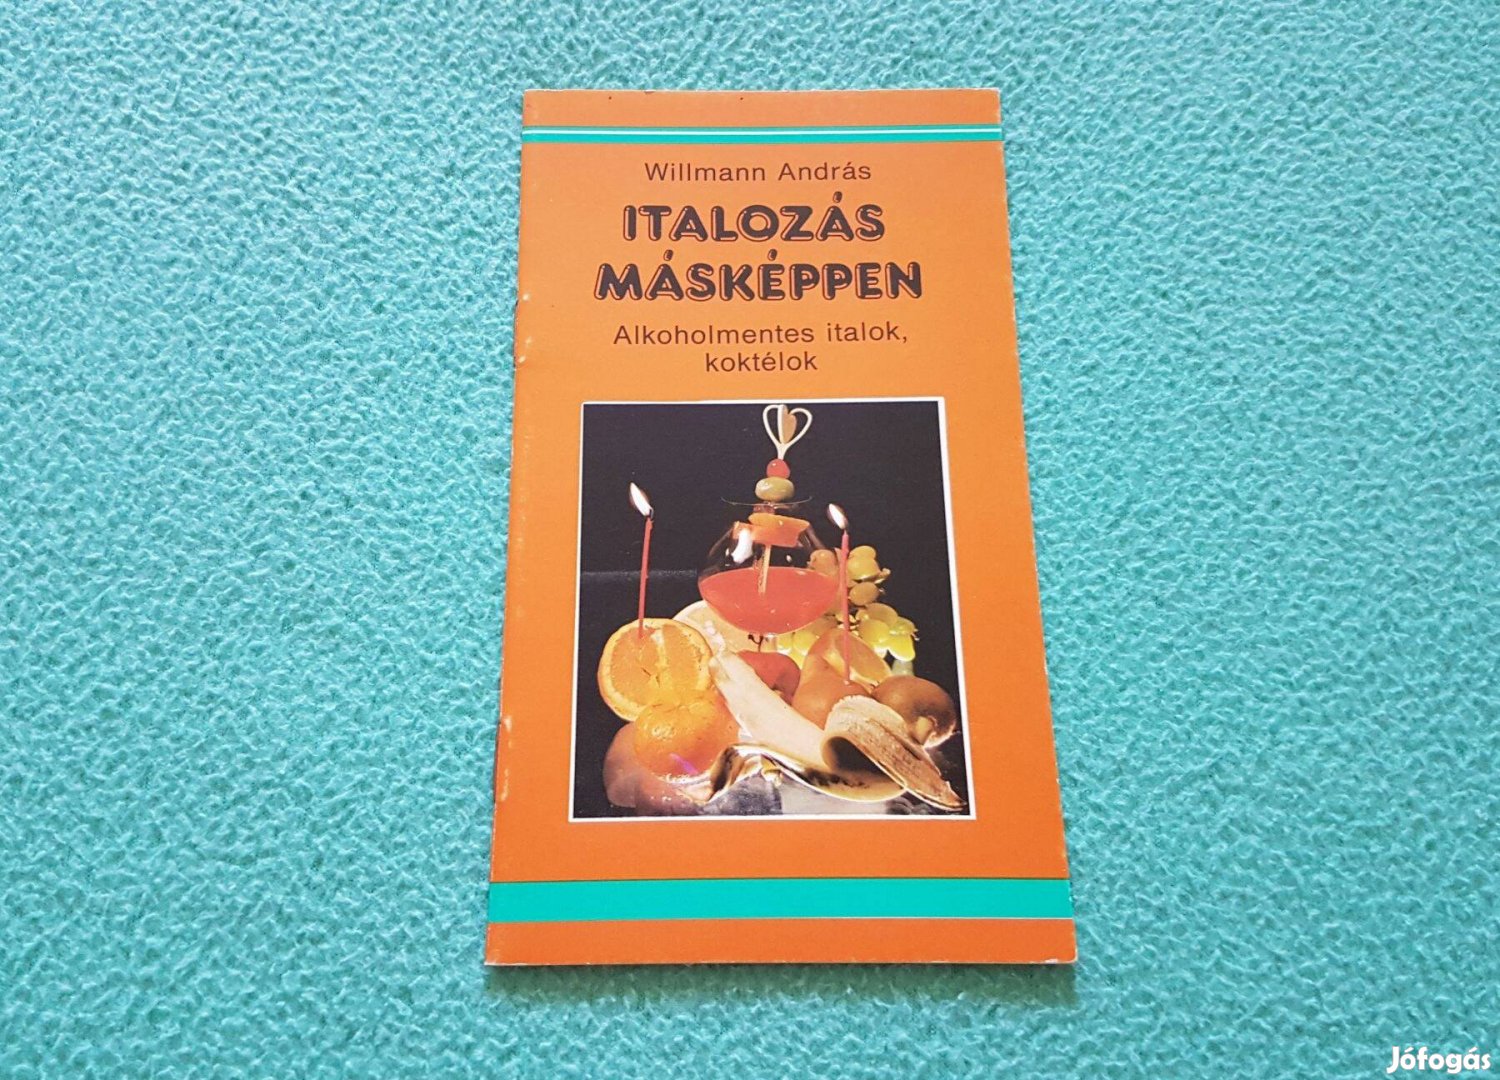 Willmann András
ITALOZÁS
MÁSKÉPPEN
Alkoholmentes italok,
koktélok
Jófogás